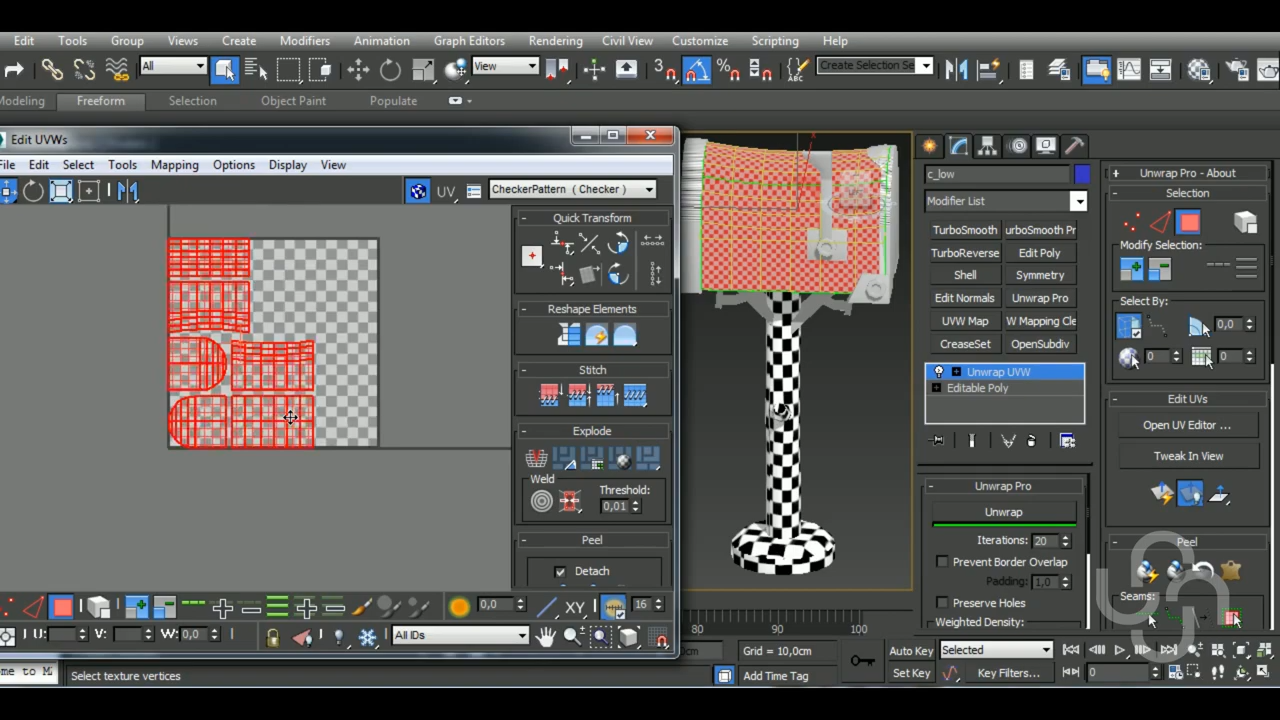 Edit Tools Group Views Create Modifiers Animation Graph Editors Rendering Civil View Customize Scripting Help
All View 3 % ABC Create Selection Se
Modeling Freeform Selection Object Paint Populate
Edit UVWs
File Edit Select Tools Mapping Options Display View
UV CheckerPattern ( Checker )
Quick Transform
Reshape Elements
Stitch
Explode
Weld Threshold:
0,01
Peel
Detach
0,0 XY 16
U: V: W: 0,0 All IDs
ome to M
Select texture vertices
80 90 100
0cm Grid = 10,0cm
Add Time Tag
Auto Key Selected
Set Key Key Filters... 0
c_low
Modifier List
TurboSmooth urboSmooth Pr
TurboReverse Edit Poly
Shell Symmetry
Edit Normals Unwrap Pro
UVW Map W Mapping Cle
CreaseSet OpenSubdiv
Unwrap UVW
Editable Poly
Unwrap Pro
Unwrap
Iterations: 20
Prevent Border Overlap
Padding: 1,0
Preserve Holes
Weighted Density:
Unwrap Pro - About
Selection
Modify Selection:
Select By:
0,0
0 0
Edit UVs
Open UV Editor ...
Tweak In View
Peel
Seams: